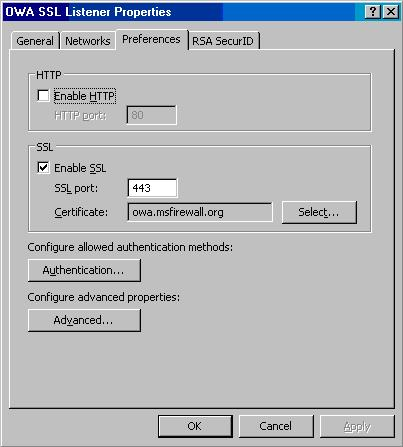 OWA SSL Listener Properties
General Networks Preferences RSA SecurID
HTTP
Enable HTTP
HTTP port: 80
SSL
Enable SSL
SSL port: 443
Certificate: owa.msfirewall.org Select...
Configure allowed authentication methods:
Authentication...
Configure advanced properties:
Advanced...
OK Cancel Apply